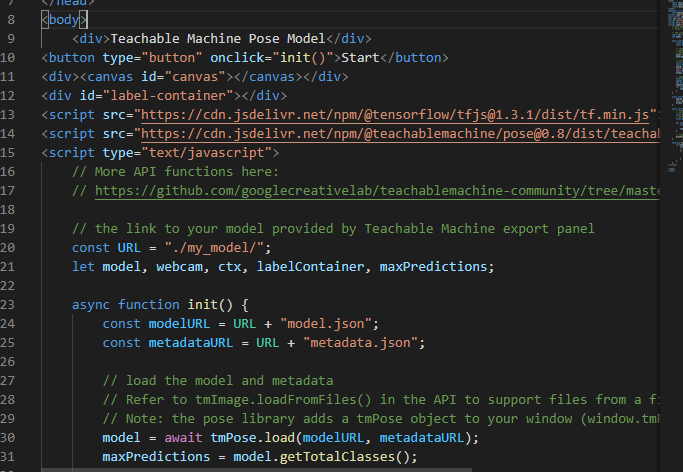 7 </head>
8 <body>
9 <div>Teachable Machine Pose Model</div>
10 <button type="button" onclick="init()">Start</button>
11 <div><canvas id="canvas"></canvas></div>
12 <div id="label-container"></div>
13 <script src="https://cdn.jsdelivr.net/npm/@tensorflow/tfjs@1.3.1/dist/tf.min.js"
14 <script src="https://cdn.jsdelivr.net/npm/@teachablemachine/pose@0.8/dist/teachab
15 <script type="text/javascript">
16 // More API functions here:
17 // https://github.com/googlecreativelab/teachablemachine-community/tree/maste
18
19 // the link to your model provided by Teachable Machine export panel
20 const URL = "./my_model/";
21 let model, webcam, ctx, labelContainer, maxPredictions;
22
23 async function init() {
24 const modelURL = URL + "model.json";
25 const metadataURL = URL + "metadata.json";
26
27 // load the model and metadata
28 // Refer to tmImage.loadFromFiles() in the API to support files from a fi
29 // Note: the pose library adds a tmPose object to your window (window.tmP
30 model = await tmPose.load(modelURL, metadataURL);
31 maxPredictions = model.getTotalClasses();